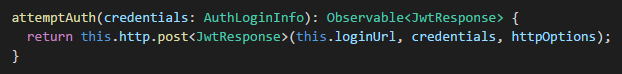 attemptAuth(credentials: AuthLoginInfo): Observable<JwtResponse> {
return this.http.post<JwtResponse>(this.loginUrl, credentials, httpOptions);
}